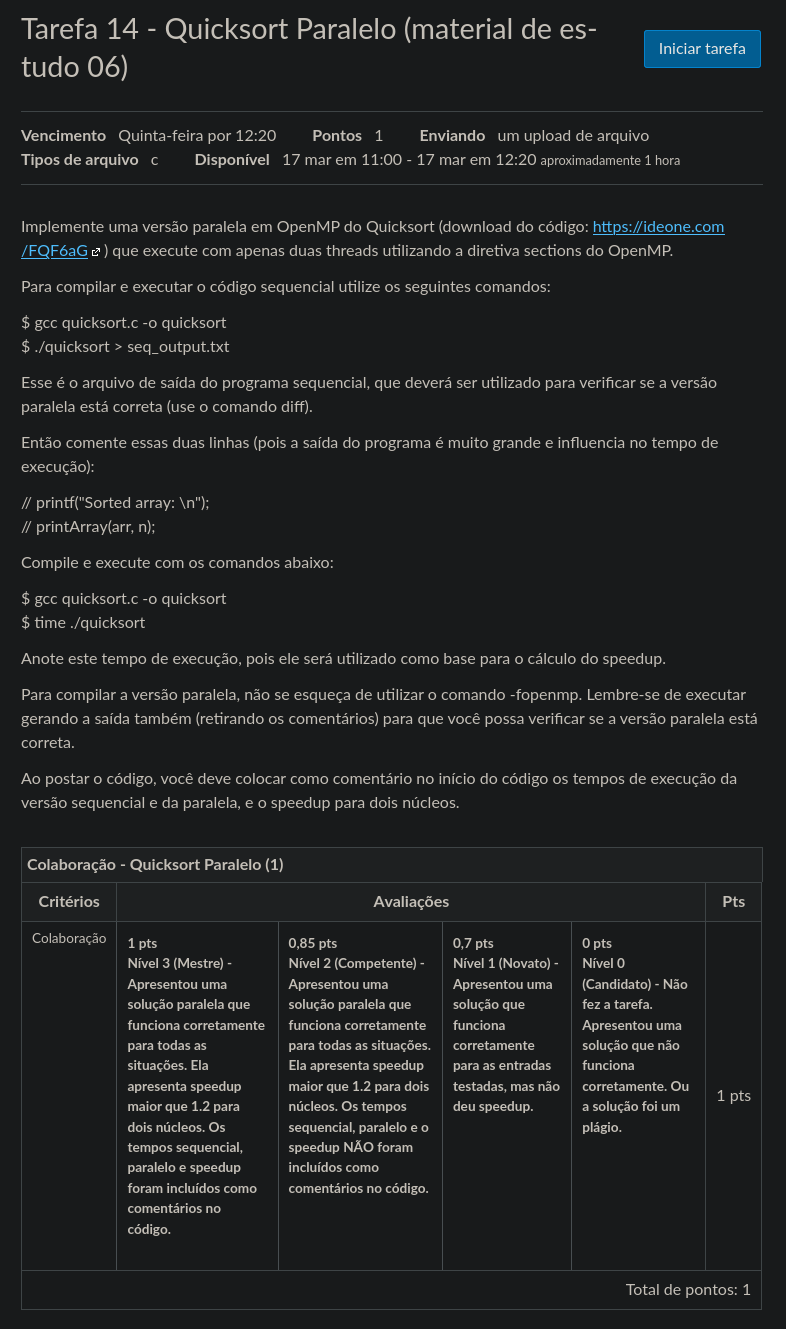 Tarefa 14 - Quicksort Paralelo (material de es-
tudo 06)
Iniciar tarefa
Vencimento Quinta-feira por 12:20 Pontos 1 Enviando um upload de arquivo
Tipos de arquivo c Disponível 17 mar em 11:00 - 17 mar em 12:20 aproximadamente 1 hora
Implemente uma versão paralela em OpenMP do Quicksort (download do código: https://ideone.com
/FQF6aG ) que execute com apenas duas threads utilizando a diretiva sections do OpenMP.
Para compilar e executar o código sequencial utilize os seguintes comandos:
$ gcc quicksort.c -o quicksort
$ ./quicksort > seq_output.txt
Esse é o arquivo de saída do programa sequencial, que deverá ser utilizado para verificar se a versão
paralela está correta (use o comando diff).
Então comente essas duas linhas (pois a saída do programa é muito grande e influencia no tempo de
execução):
// printf("Sorted array: \n");
// printArray(arr, n);
Compile e execute com os comandos abaixo:
$ gcc quicksort.c -o quicksort
$ time ./quicksort
Anote este tempo de execução, pois ele será utilizado como base para o cálculo do speedup.
Para compilar a versão paralela, não se esqueça de utilizar o comando -fopenmp. Lembre-se de executar
gerando a saída também (retirando os comentários) para que você possa verificar se a versão paralela está
correta.
Ao postar o código, você deve colocar como comentário no início do código os tempos de execução da
versão sequencial e da paralela, e o speedup para dois núcleos.
Colaboração - Quicksort Paralelo (1)
Critérios Avaliações Pts
Colaboração
1 pts
Nível 3 (Mestre) -
Apresentou uma
solução paralela que
funciona corretamente
para todas as
situações. Ela
apresenta speedup
maior que 1.2 para
dois núcleos. Os
tempos sequencial,
paralelo e speedup
foram incluídos como
comentários no
código.
0,85 pts
Nível 2 (Competente) -
Apresentou uma
solução paralela que
funciona corretamente
para todas as situações.
Ela apresenta speedup
maior que 1.2 para dois
núcleos. Os tempos
sequencial, paralelo e o
speedup NÃO foram
incluídos como
comentários no código.
0,7 pts
Nível 1 (Novato) -
Apresentou uma
solução que
funciona
corretamente
para as entradas
testadas, mas não
deu speedup.
0 pts
Nível 0
(Candidato) - Não
fez a tarefa.
Apresentou uma
solução que não
funciona
corretamente. Ou
a solução foi um
plágio.
1 pts
Total de pontos: 1